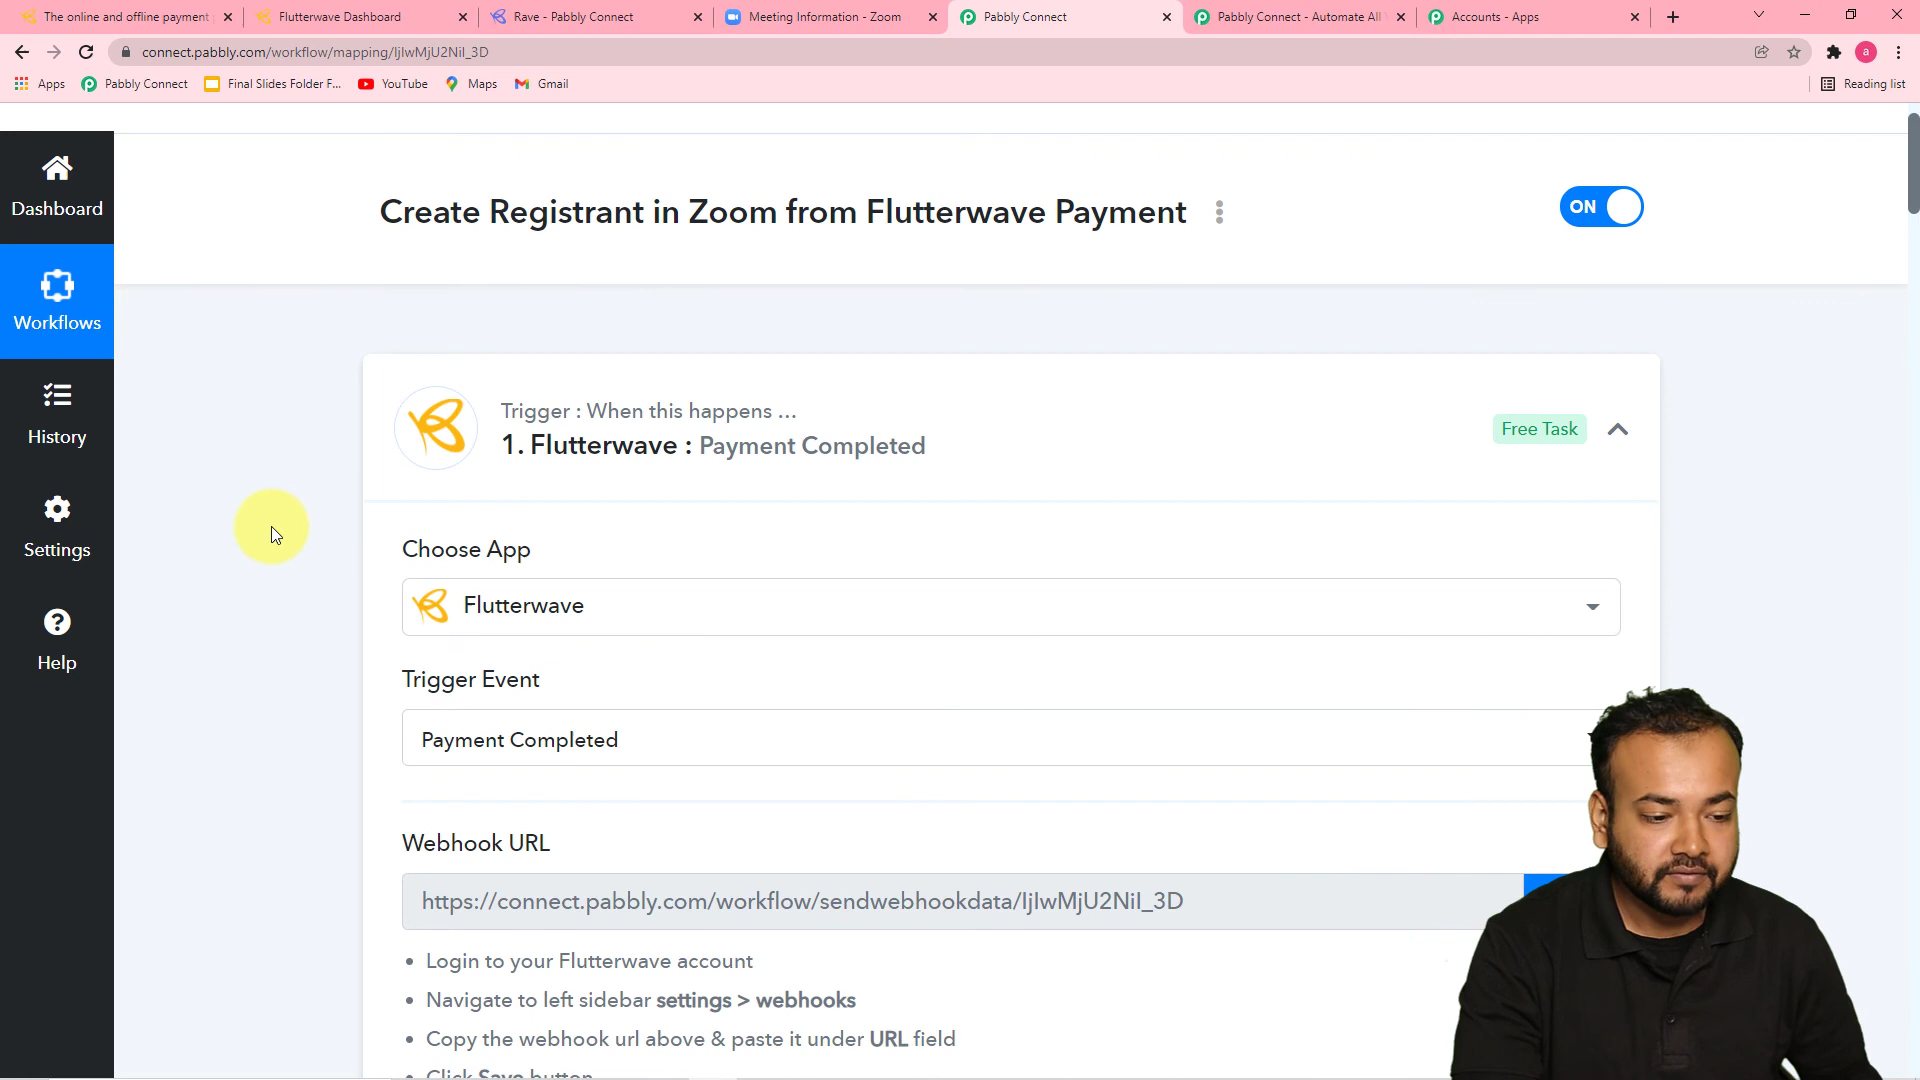 The online and offline payment
Flutterwave Dashboard
Rave - Pabbly Connect
Meeting Information - Zoom
Pabbly Connect
Pabbly Connect - Automate All
Accounts - Apps
connect.pabbly.com/workflow/mapping/IjIwMjU2NiI_3D
a
Apps
Pabbly Connect
Final Slides Folder F...
YouTube
Maps
Gmail
Reading list
Dashboard
Workflows
History
Settings
Help
Create Registrant in Zoom from Flutterwave Payment
ON
Trigger : When this happens ...
1. Flutterwave : Payment Completed
Free Task
Choose App
Flutterwave
Trigger Event
Payment Completed
Webhook URL
https://connect.pabbly.com/workflow/sendwebhookdata/IjIwMjU2NiI_3D
• Login to your Flutterwave account
• Navigate to left sidebar settings > webhooks
• Copy the webhook url above & paste it under URL field
• Click Save button